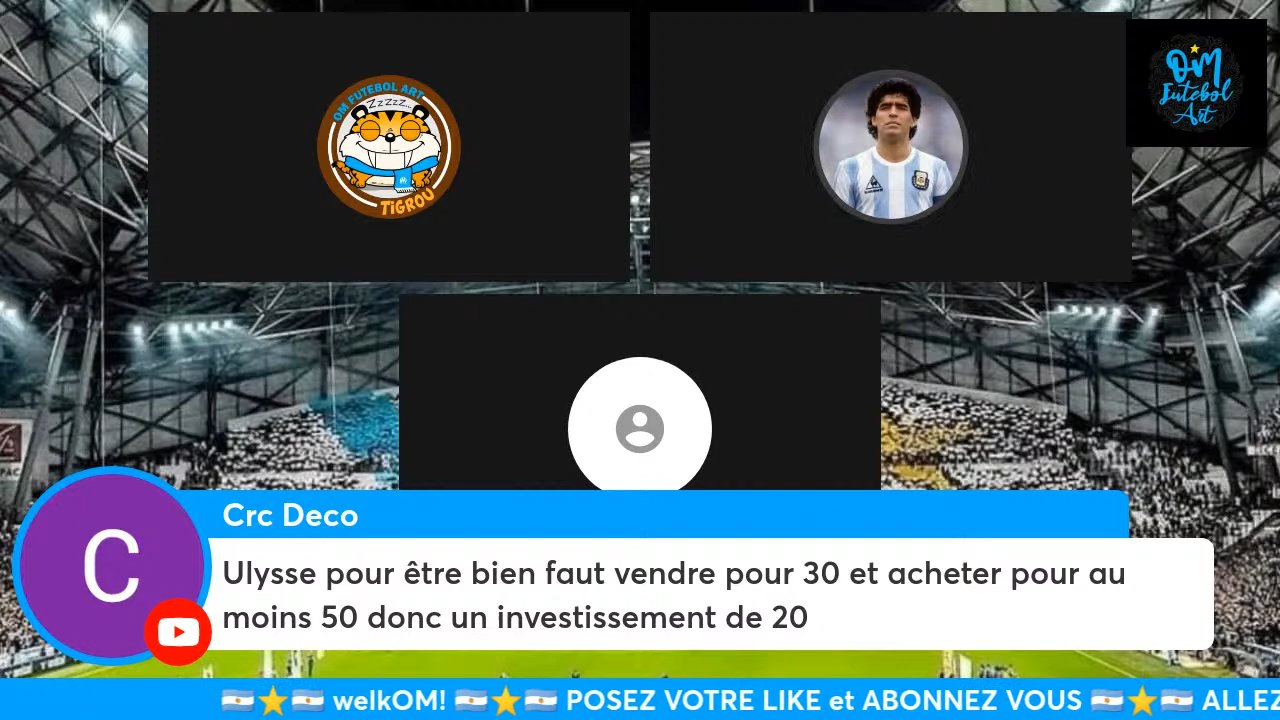 OM FUTEBOL ART
ZZZZZ...
TiGROU
OM
Futebol
Art
C
Crc Deco
Ulysse pour être bien faut vendre pour 30 et acheter pour au
moins 50 donc un investissement de 20
welkOM! POSEZ VOTRE LIKE et ABONNEZ VOUS ALLEZ